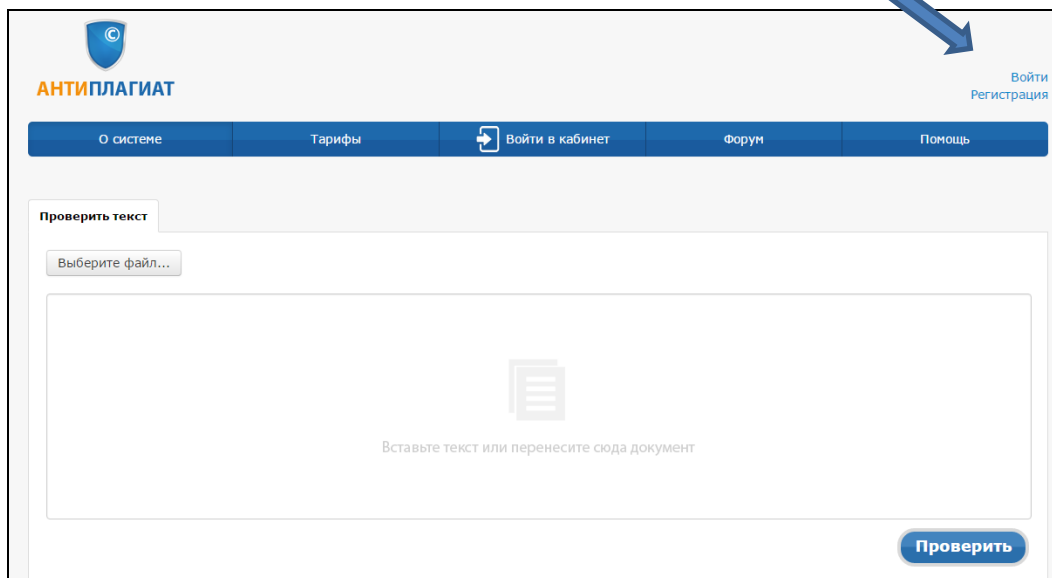 ©
АНТИПЛАГИАТ
Войти
Регистрация
О системе Тарифы Войти в кабинет Форум Помощь
Проверить текст
Выберите файл...
Вставьте текст или перенесите сюда документ
Проверить